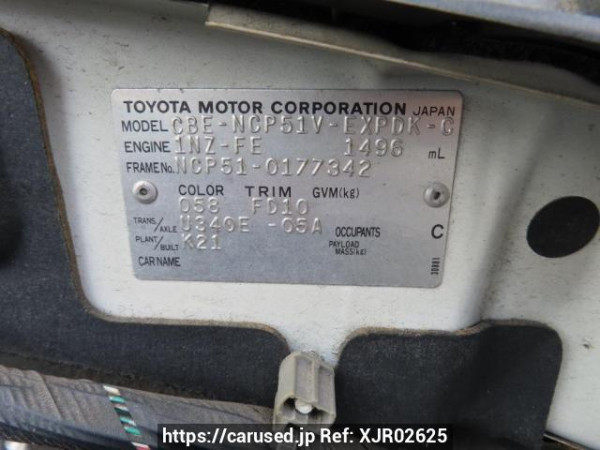 TOYOTA MOTOR CORPORATION JAPAN
MODEL CBE-NCP51V-EXPDK-G
ENGINE 1NZ-FE 1496 mL
FRAME No. NCP51-0177342
COLOR TRIM GVM(kg)
058 FD10
TRANS/AXLE U340E -05A OCCUPANTS C
PLANT/BUILT K21 PAYLOAD MASS(kg)
CAR NAME
https://carused.jp Ref: XJR02625